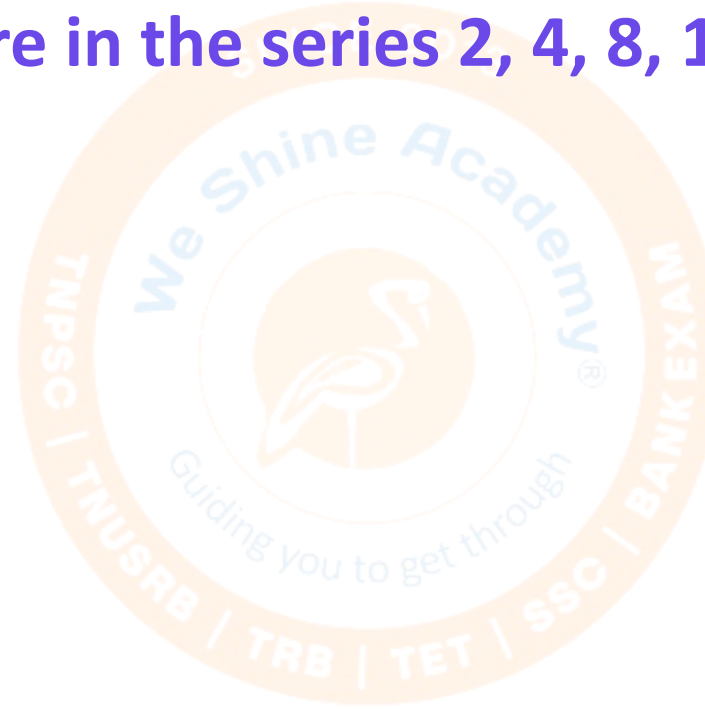 re in the series 2, 4, 8, 1
We Shine Academy®
Guiding you to get through
TNPSC | TNUSRB | TRB | TET | SSC | BANK EXAM